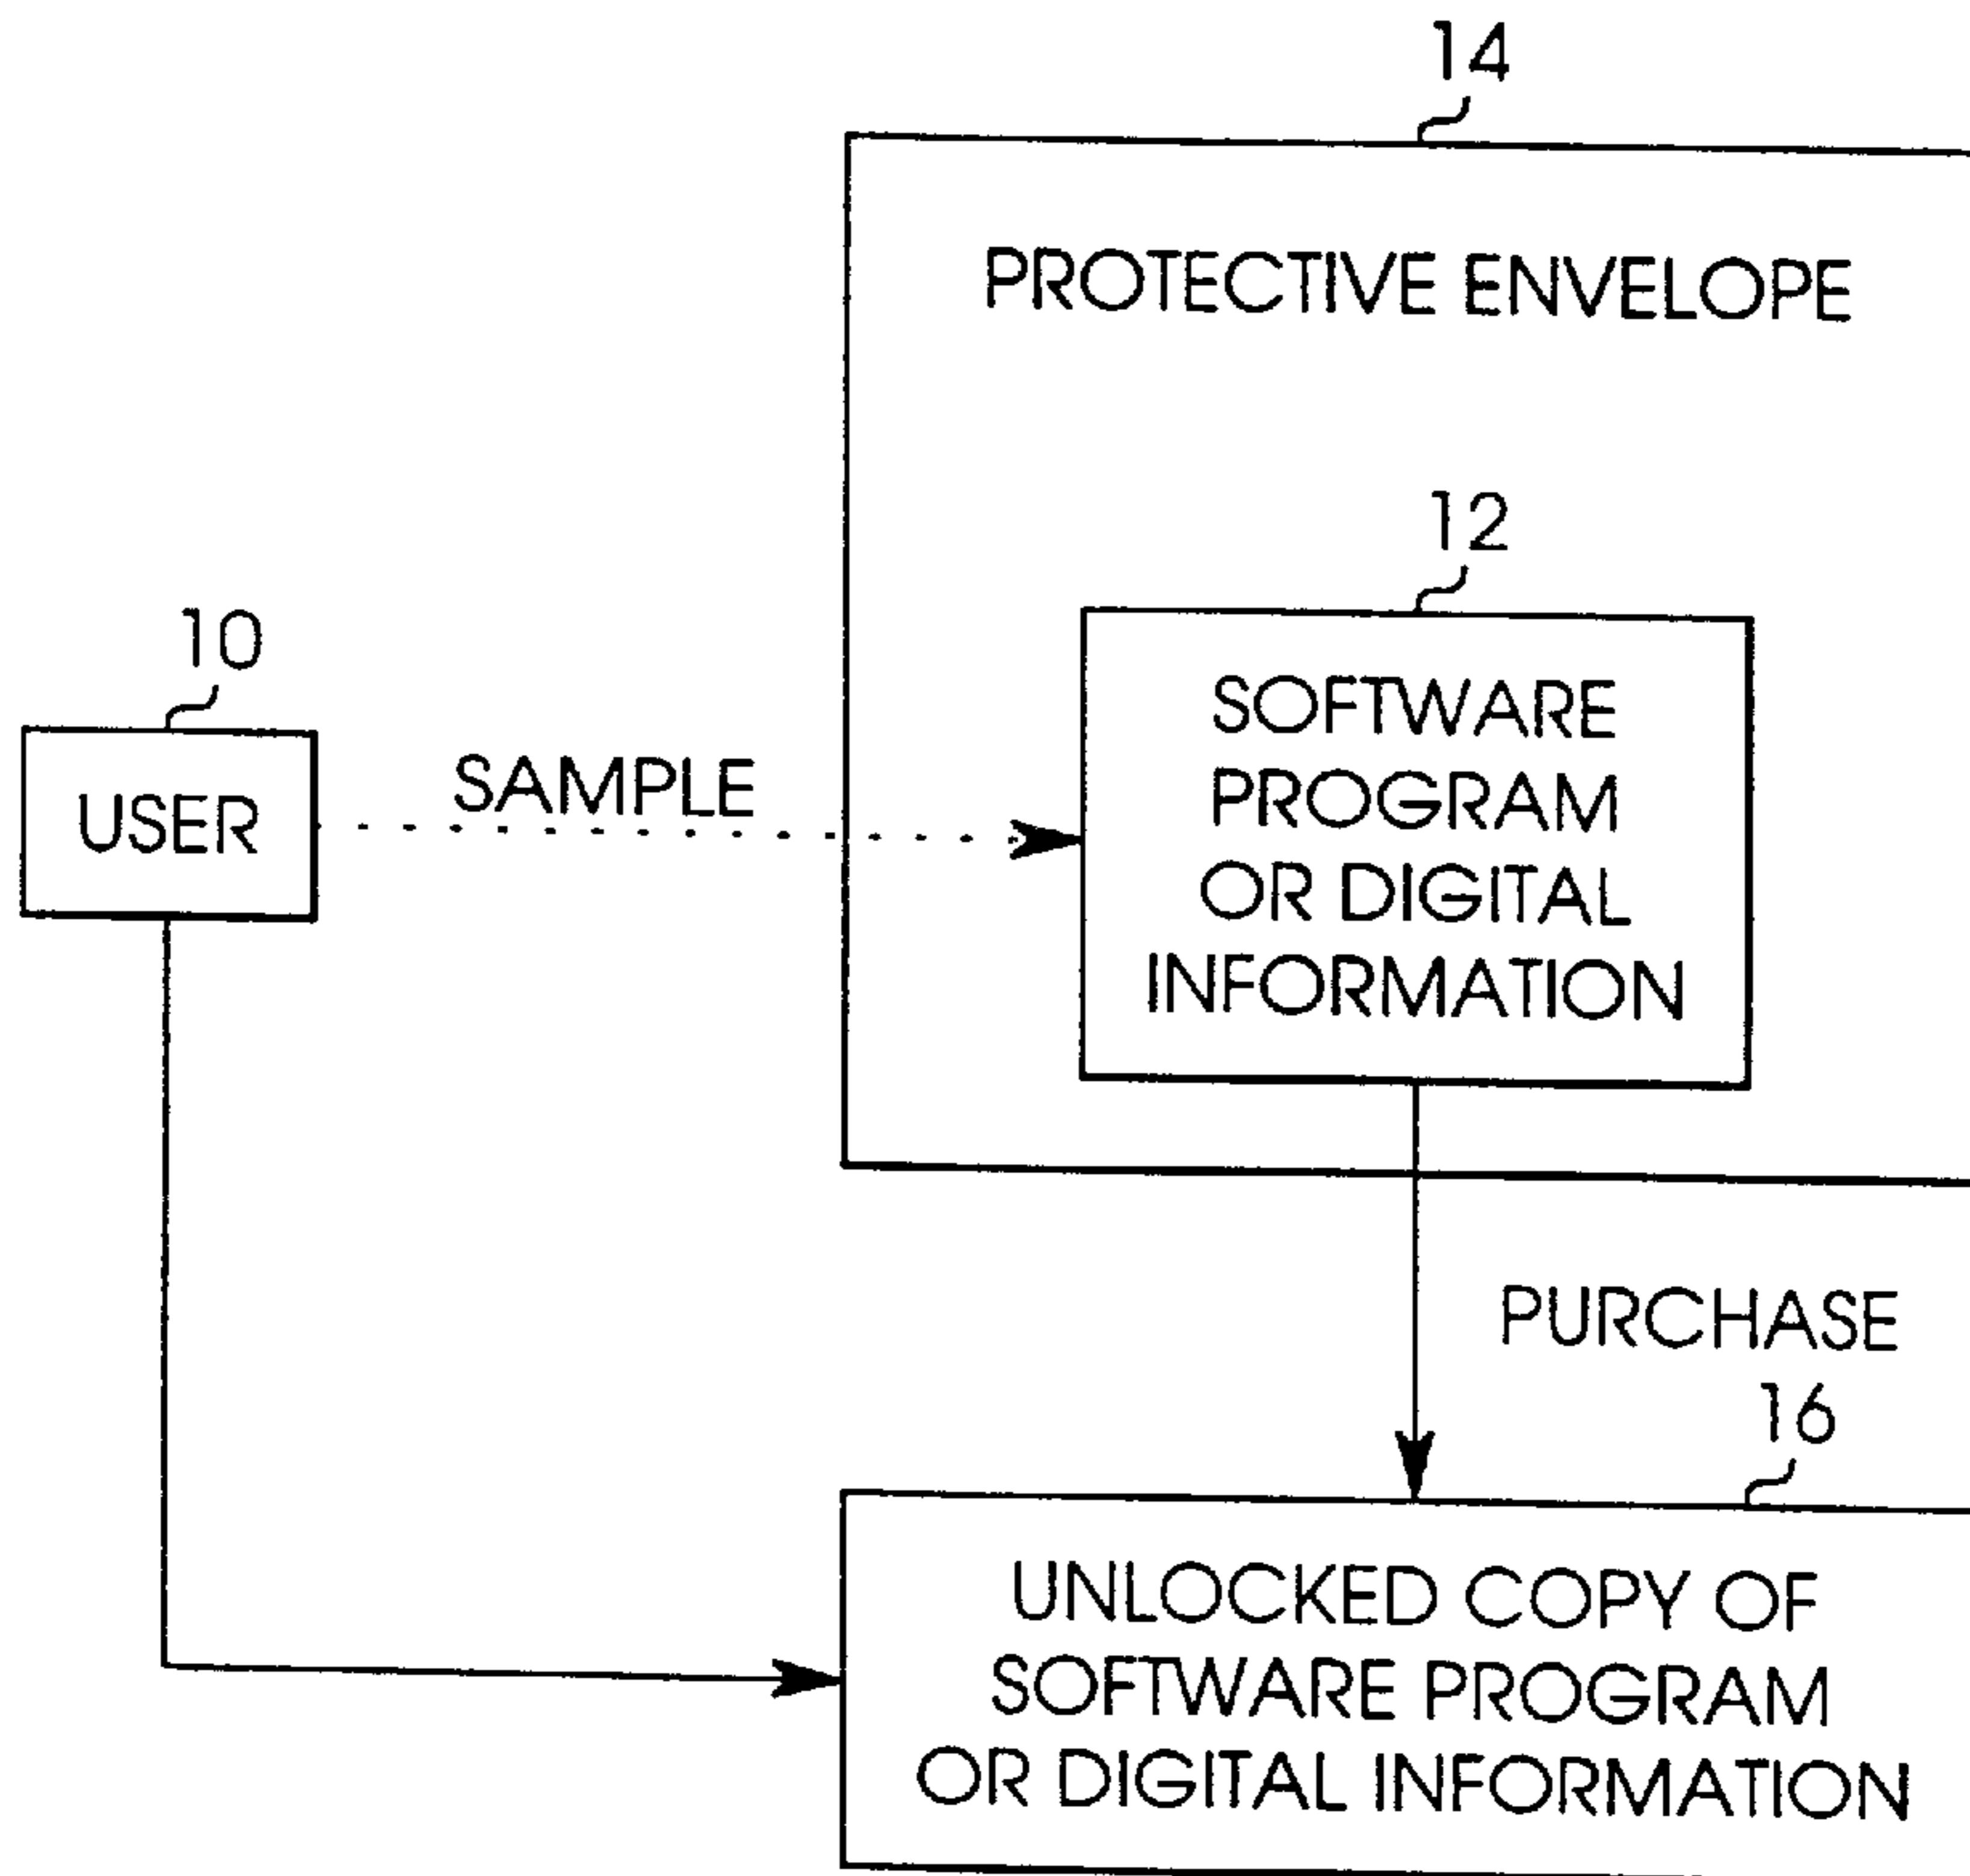 14
PROTECTIVE ENVELOPE
12
10
SOFTWARE
PROGRAM
OR DIGITAL
INFORMATION
USER
SAMPLE
PURCHASE
16
UNLOCKED COPY OF
SOFTWARE PROGRAM
OR DIGITAL INFORMATION